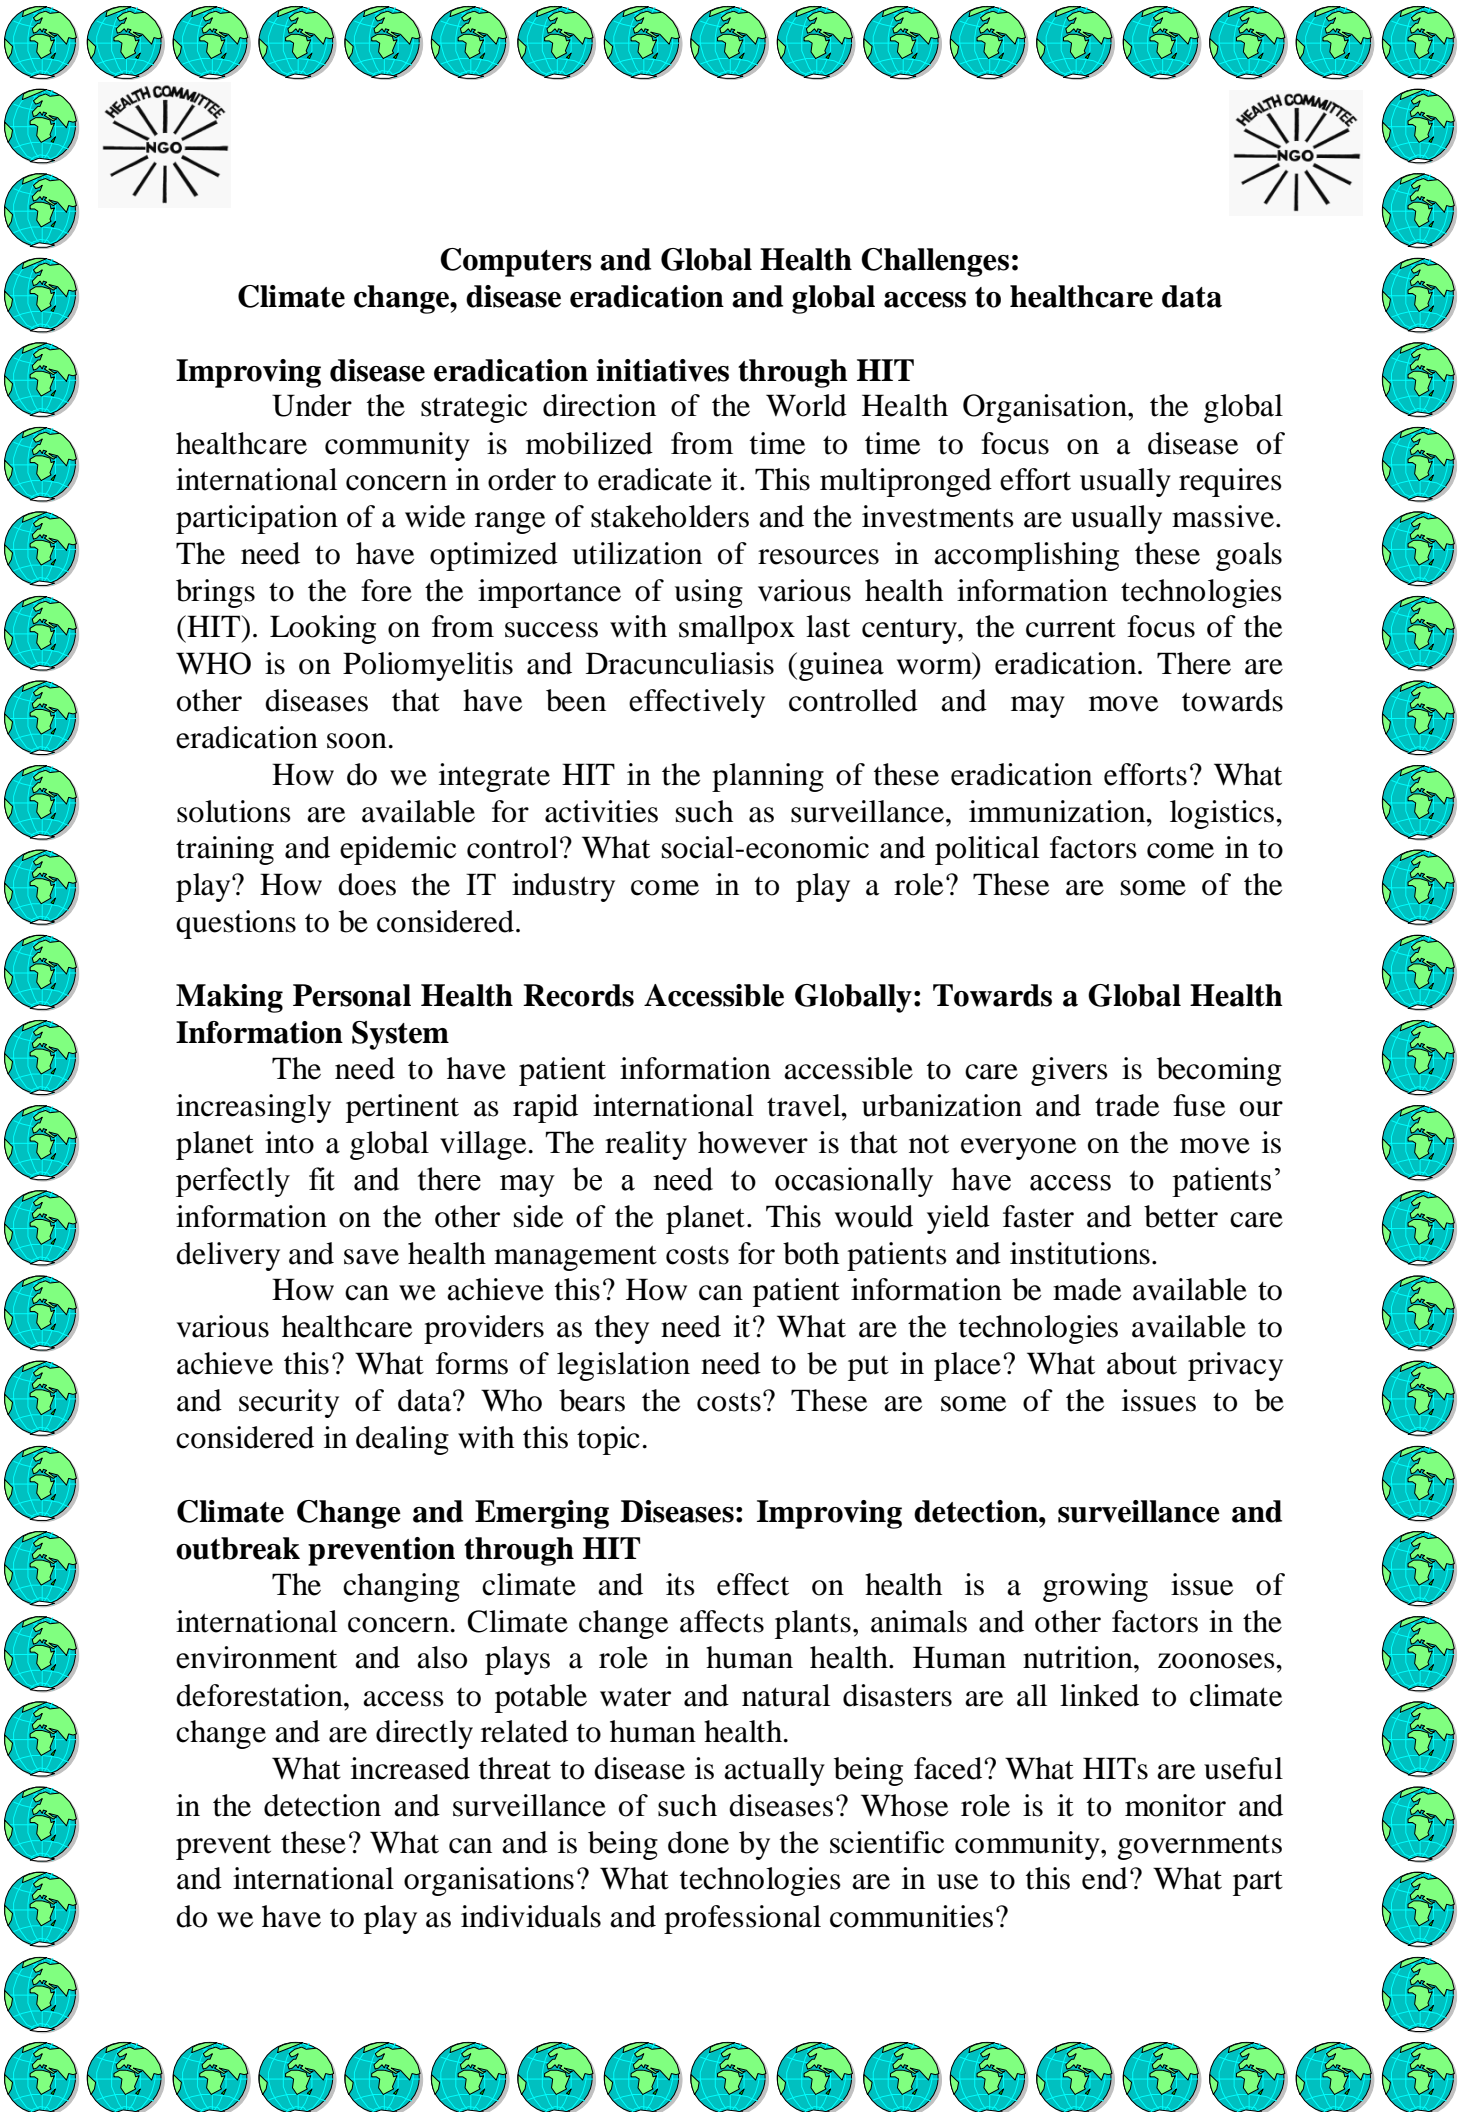 HEALTH COMMITTEE
NGO
HEALTH COMMITTEE
NGO
Computers and Global Health Challenges:
Climate change, disease eradication and global access to healthcare data
Improving disease eradication initiatives through HIT
Under the strategic direction of the World Health Organisation, the global
healthcare community is mobilized from time to time to focus on a disease of
international concern in order to eradicate it. This multipronged effort usually requires
participation of a wide range of stakeholders and the investments are usually massive.
The need to have optimized utilization of resources in accomplishing these goals
brings to the fore the importance of using various health information technologies
(HIT). Looking on from success with smallpox last century, the current focus of the
WHO is on Poliomyelitis and Dracunculiasis (guinea worm) eradication. There are
other diseases that have been effectively controlled and may move towards
eradication soon.
How do we integrate HIT in the planning of these eradication efforts? What
solutions are available for activities such as surveillance, immunization, logistics,
training and epidemic control? What social-economic and political factors come in to
play? How does the IT industry come in to play a role? These are some of the
questions to be considered.
Making Personal Health Records Accessible Globally: Towards a Global Health
Information System
The need to have patient information accessible to care givers is becoming
increasingly pertinent as rapid international travel, urbanization and trade fuse our
planet into a global village. The reality however is that not everyone on the move is
perfectly fit and there may be a need to occasionally have access to patients’
information on the other side of the planet. This would yield faster and better care
delivery and save health management costs for both patients and institutions.
How can we achieve this? How can patient information be made available to
various healthcare providers as they need it? What are the technologies available to
achieve this? What forms of legislation need to be put in place? What about privacy
and security of data? Who bears the costs? These are some of the issues to be
considered in dealing with this topic.
Climate Change and Emerging Diseases: Improving detection, surveillance and
outbreak prevention through HIT
The changing climate and its effect on health is a growing issue of
international concern. Climate change affects plants, animals and other factors in the
environment and also plays a role in human health. Human nutrition, zoonoses,
deforestation, access to potable water and natural disasters are all linked to climate
change and are directly related to human health.
What increased threat to disease is actually being faced? What HITs are useful
in the detection and surveillance of such diseases? Whose role is it to monitor and
prevent these? What can and is being done by the scientific community, governments
and international organisations? What technologies are in use to this end? What part
do we have to play as individuals and professional communities?